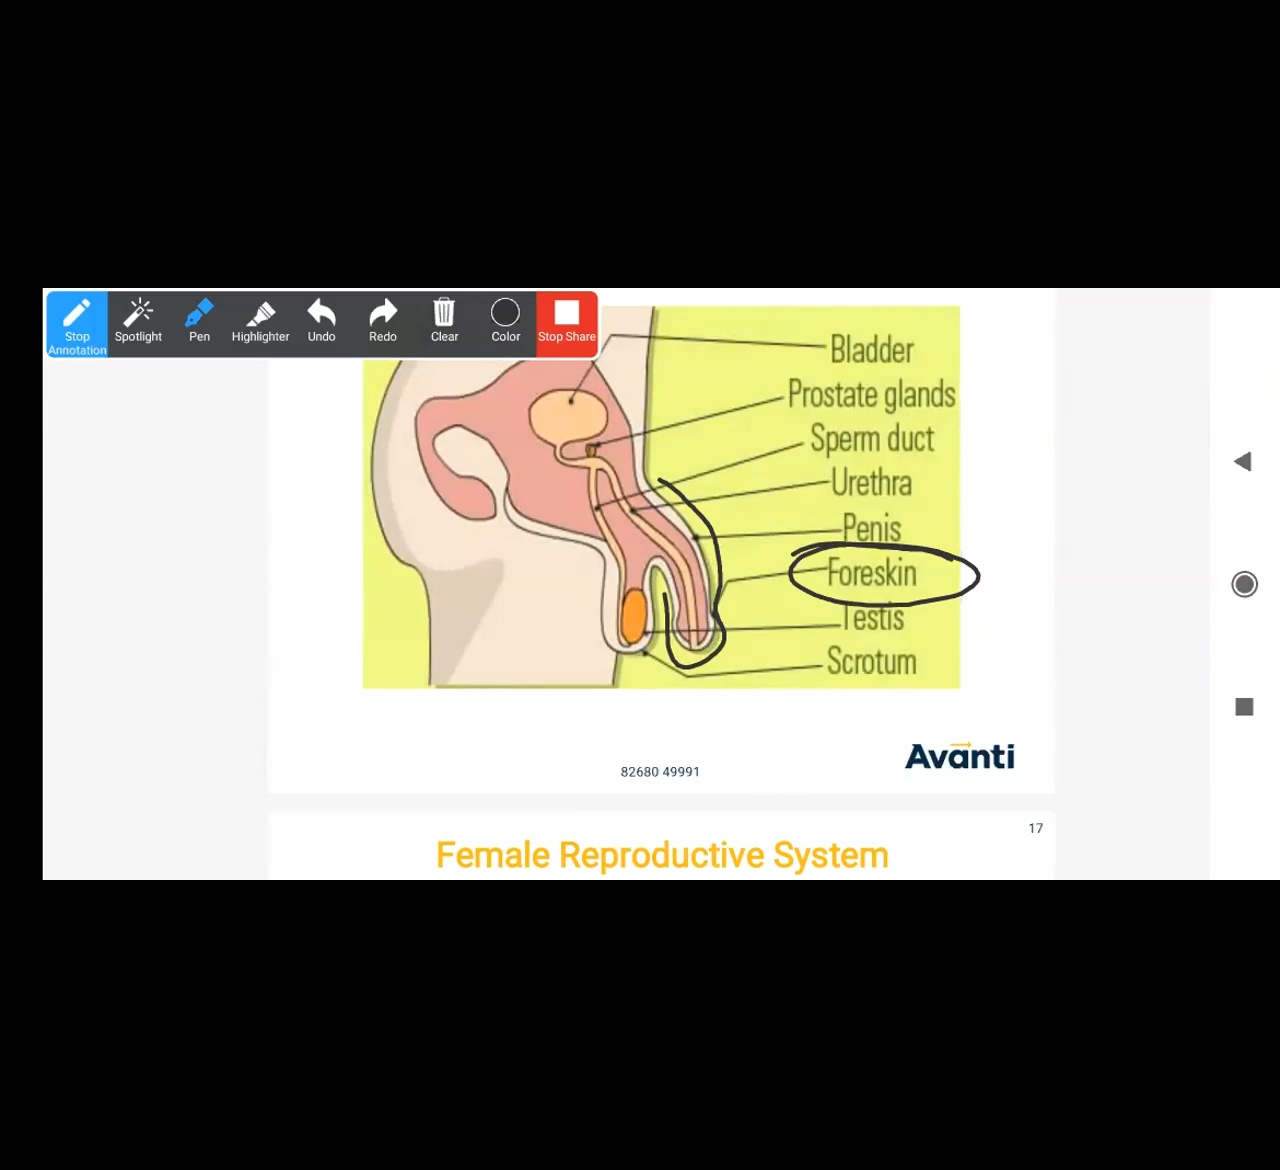 Stop Annotation
Spotlight
Pen
Highlighter
Undo
Redo
Clear
Color
Stop Share
Bladder
Prostate glands
Sperm duct
Urethra
Penis
Foreskin
Testis
Scrotum
Avanti
82680 49991
17
Female Reproductive System